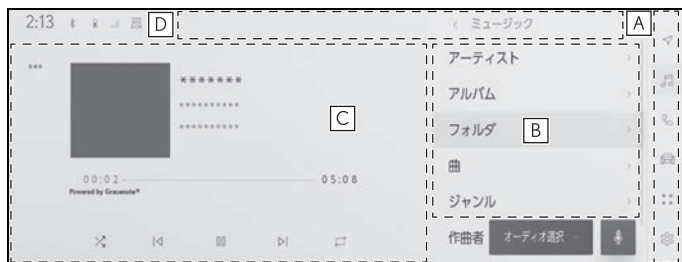 2:13
D
ミュージック
A
アーティスト
アルバム
フォルダ
B
曲
ジャンル
作曲者
オーディオ選択
*******
**********
**********
C
00:02
05:08
Powered by Gracenote®